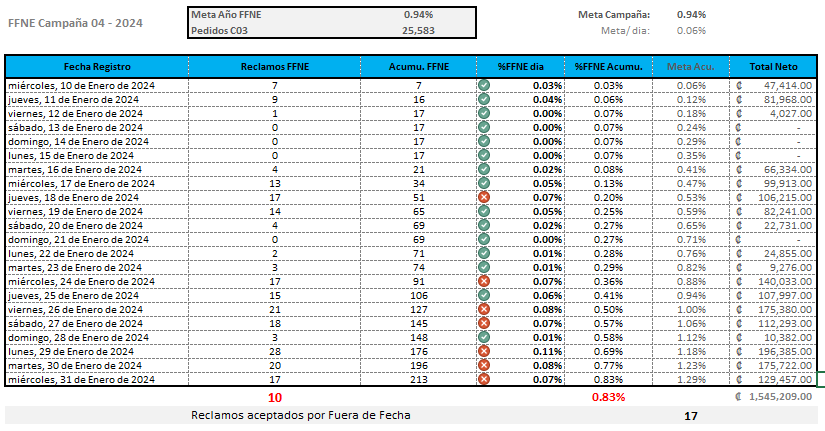 FFNE Campaña 04 - 2024
Meta Año FFNE 0.94% Meta Campaña: 0.94%
Pedidos C03 25,583 Meta/ dia: 0.06%
Fecha Registro Reclamos FFNE Acumu. FFNE %FFNE dia %FFNE Acumu. Meta Acu. Total Neto
miércoles, 10 de Enero de 2024 7 7 0.03% 0.03% 0.06% ₡ 47,414.00
jueves, 11 de Enero de 2024 9 16 0.04% 0.06% 0.12% ₡ 81,968.00
viernes, 12 de Enero de 2024 1 17 0.00% 0.07% 0.18% ₡ 4,027.00
sábado, 13 de Enero de 2024 0 17 0.00% 0.07% 0.24% ₡ -
domingo, 14 de Enero de 2024 0 17 0.00% 0.07% 0.29% ₡ -
lunes, 15 de Enero de 2024 0 17 0.00% 0.07% 0.35% ₡ -
martes, 16 de Enero de 2024 4 21 0.02% 0.08% 0.41% ₡ 66,334.00
miércoles, 17 de Enero de 2024 13 34 0.05% 0.13% 0.47% ₡ 99,913.00
jueves, 18 de Enero de 2024 17 51 0.07% 0.20% 0.53% ₡ 106,215.00
viernes, 19 de Enero de 2024 14 65 0.05% 0.25% 0.59% ₡ 82,241.00
sábado, 20 de Enero de 2024 4 69 0.02% 0.27% 0.65% ₡ 22,731.00
domingo, 21 de Enero de 2024 0 69 0.00% 0.27% 0.71% ₡ -
lunes, 22 de Enero de 2024 2 71 0.01% 0.28% 0.76% ₡ 24,855.00
martes, 23 de Enero de 2024 3 74 0.01% 0.29% 0.82% ₡ 9,276.00
miércoles, 24 de Enero de 2024 17 91 0.07% 0.36% 0.88% ₡ 140,033.00
jueves, 25 de Enero de 2024 15 106 0.06% 0.41% 0.94% ₡ 107,997.00
viernes, 26 de Enero de 2024 21 127 0.08% 0.50% 1.00% ₡ 175,380.00
sábado, 27 de Enero de 2024 18 145 0.07% 0.57% 1.06% ₡ 112,293.00
domingo, 28 de Enero de 2024 3 148 0.01% 0.58% 1.12% ₡ 10,382.00
lunes, 29 de Enero de 2024 28 176 0.11% 0.69% 1.18% ₡ 196,385.00
martes, 30 de Enero de 2024 20 196 0.08% 0.77% 1.23% ₡ 175,722.00
miércoles, 31 de Enero de 2024 17 213 0.07% 0.83% 1.29% ₡ 129,457.00
10 0.83% ₡ 1,545,209.00
Reclamos aceptados por Fuera de Fecha 17